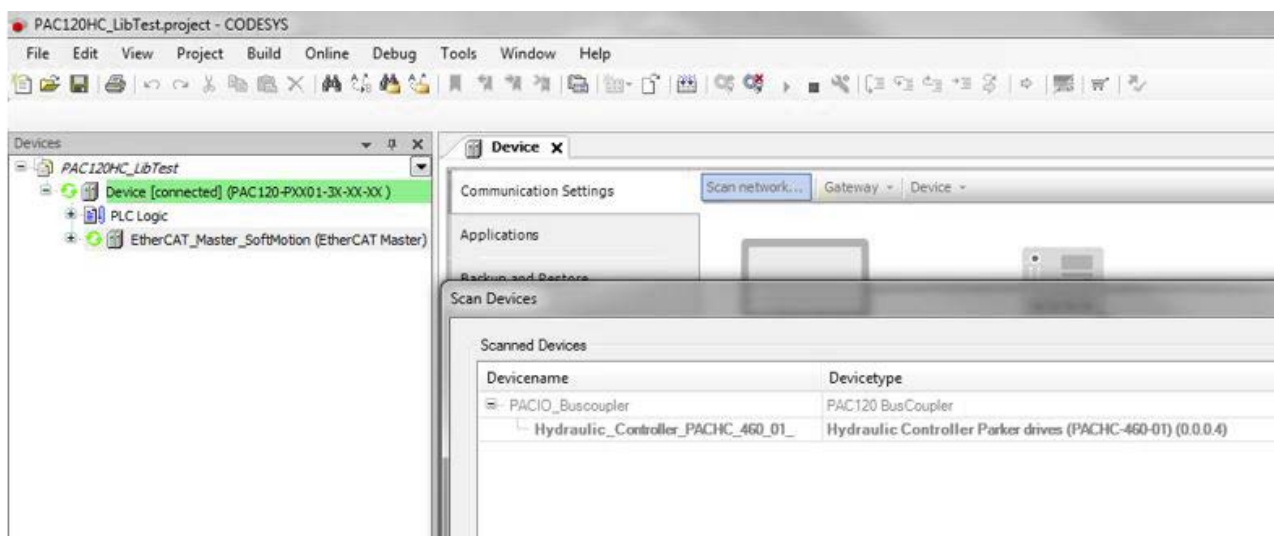 PAC120HC_LibTest.project - CODESYS
File Edit View Project Build Online Debug Tools Window Help
Devices
PAC120HC_LibTest
Device [connected] (PAC120-PXX01-3X-XX-XX )
PLC Logic
EtherCAT_Master_SoftMotion (EtherCAT Master)
Device
Communication Settings
Scan network... Gateway Device
Applications
Backup and Restore
Scan Devices
Scanned Devices
Devicename Devicetype
PACIO_Buscoupler PAC120 BusCoupler
Hydraulic_Controller_PACHC_460_01_ Hydraulic Controller Parker drives (PACHC-460-01) (0.0.0.4)